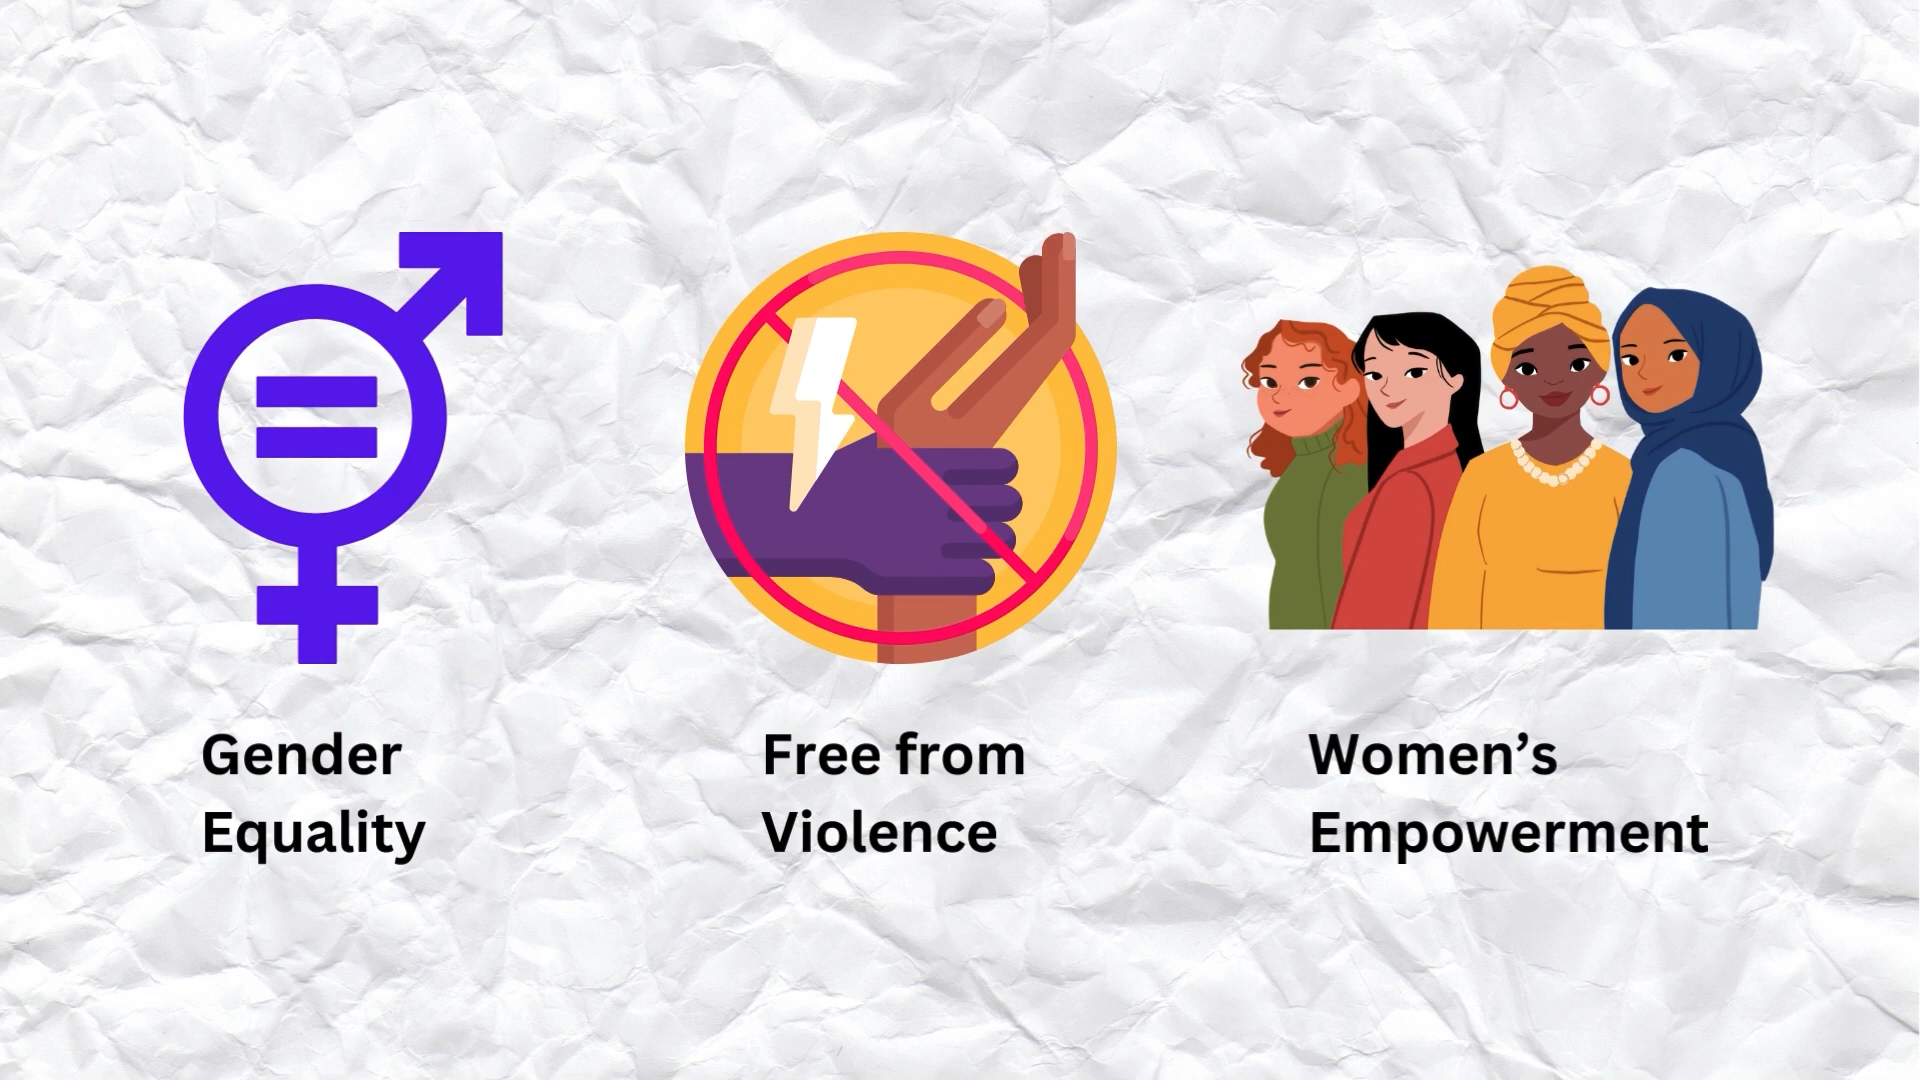 Gender
Equality
Free from
Violence
Women’s
Empowerment